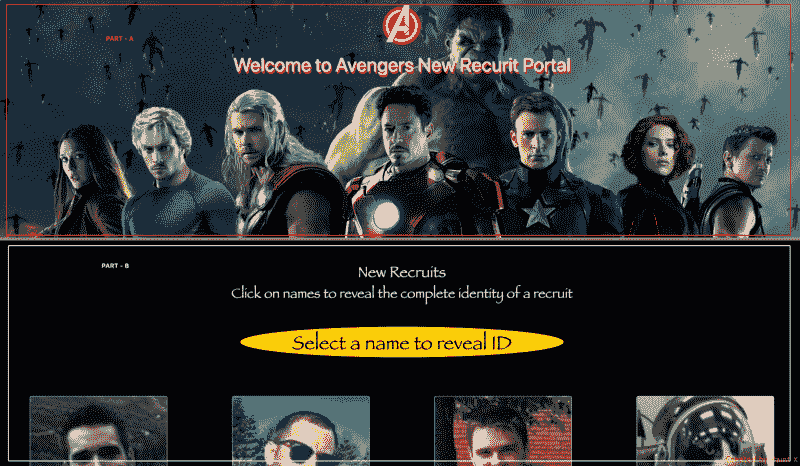 PART - A
Welcome to Avengers New Recurit Portal
PART - B
New Recruits
Click on names to reveal the complete identity of a recruit
Select a name to reveal ID